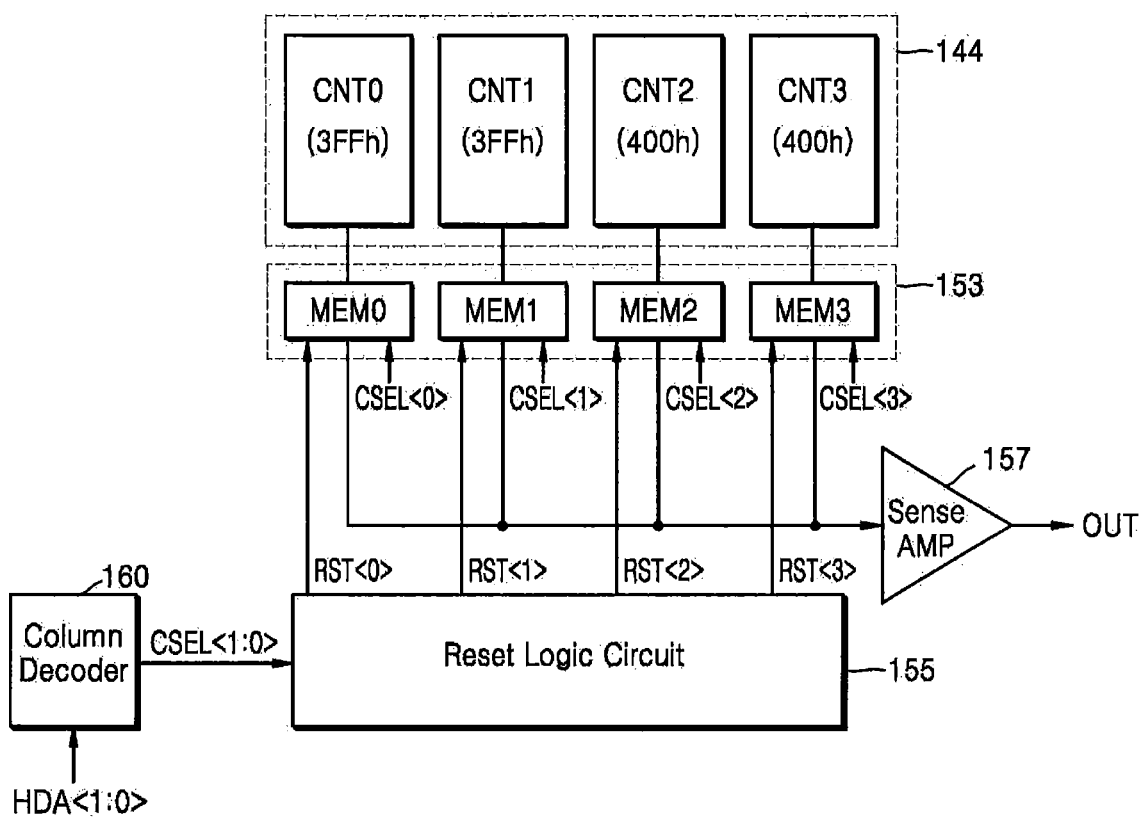 144
CNT0
(3FFh)
CNT1
(3FFh)
CNT2
(400h)
CNT3
(400h)
153
MEM0
MEM1
MEM2
MEM3
CSEL<0>
CSEL<1>
CSEL<2>
CSEL<3>
157
Sense
AMP
OUT
RST<0>
RST<1>
RST<2>
RST<3>
160
Column
Decoder
CSEL<1:0>
Reset Logic Circuit
155
HDA<1:0>